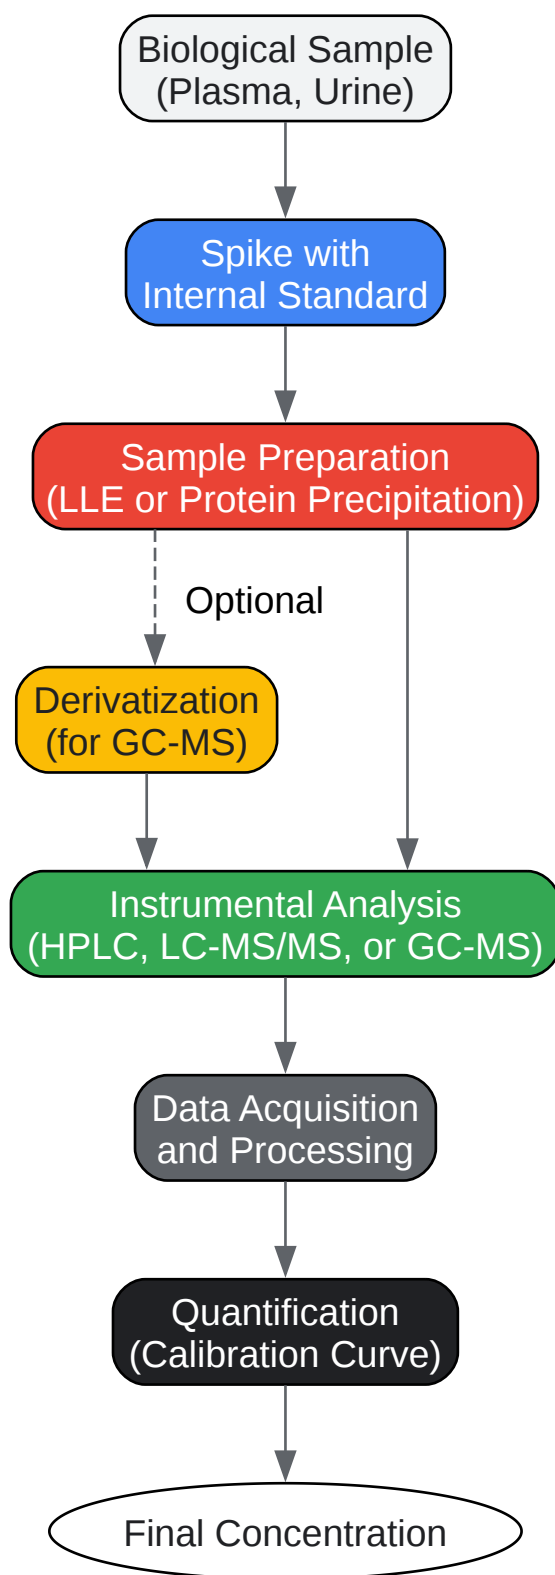 Biological Sample
(Plasma, Urine)
Spike with
Internal Standard
Sample Preparation
(LLE or Protein Precipitation)
Optional
Derivatization
(for GC-MS)
Instrumental Analysis
(HPLC, LC-MS/MS, or GC-MS)
Data Acquisition
and Processing
Quantification
(Calibration Curve)
Final Concentration